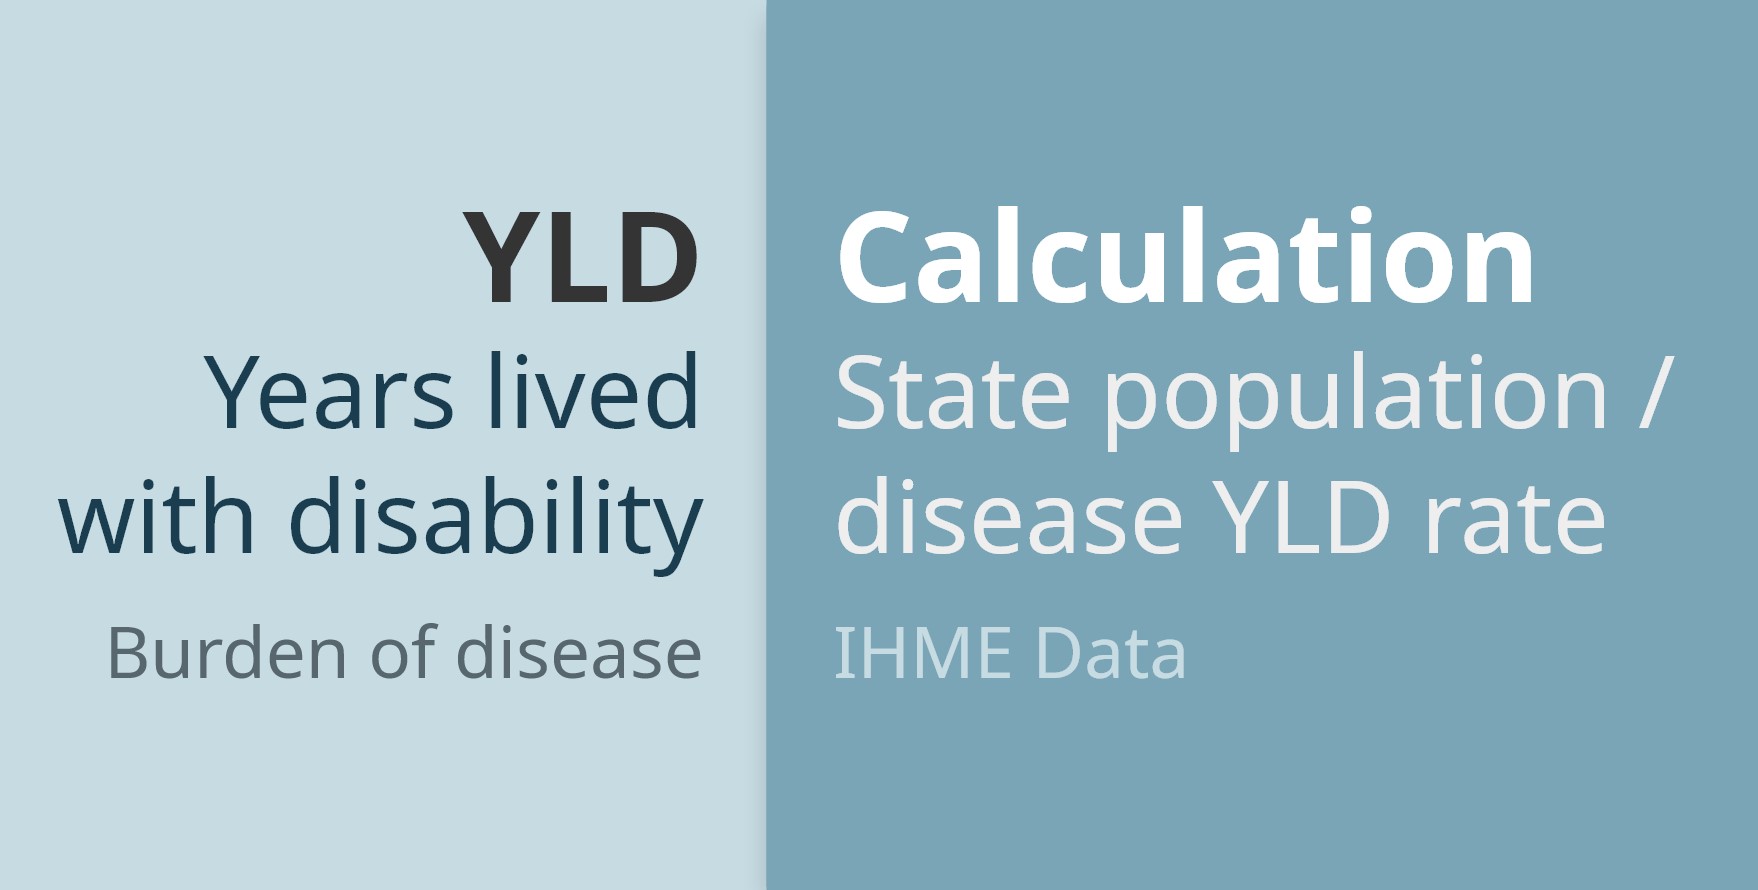 YLD
Years lived
with disability
Burden of disease
Calculation
State population /
disease YLD rate
IHME Data